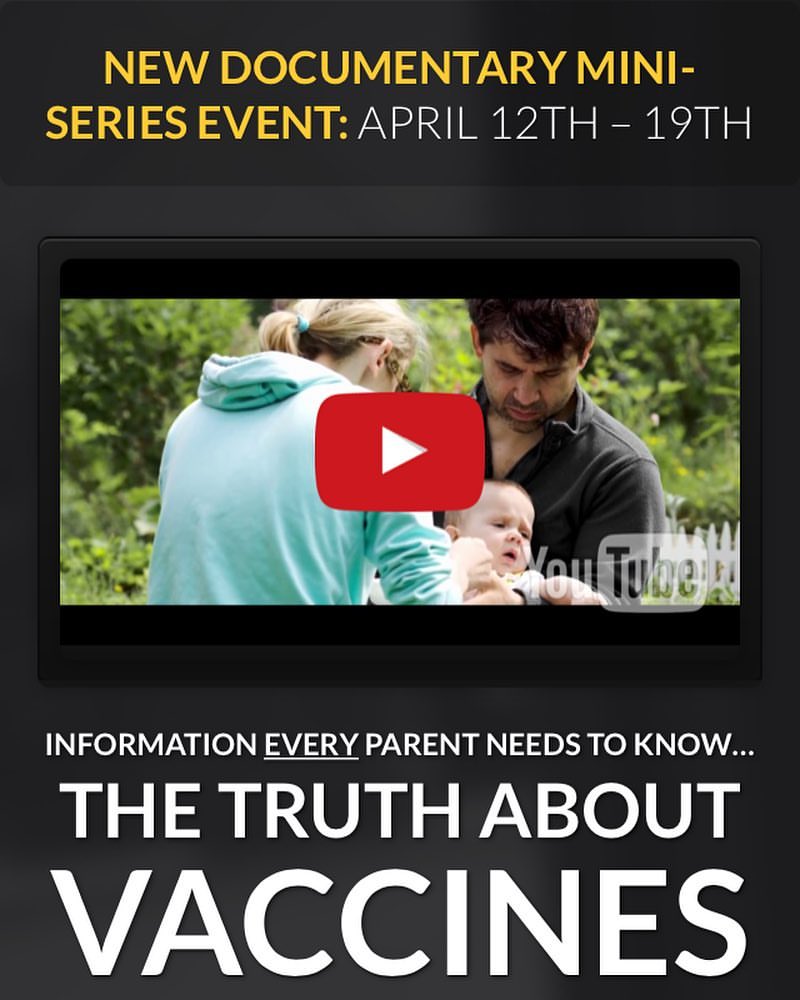 NEW DOCUMENTARY MINI-
SERIES EVENT: APRIL 12TH – 19TH
YouTube
INFORMATION EVERY PARENT NEEDS TO KNOW...
THE TRUTH ABOUT
VACCINES